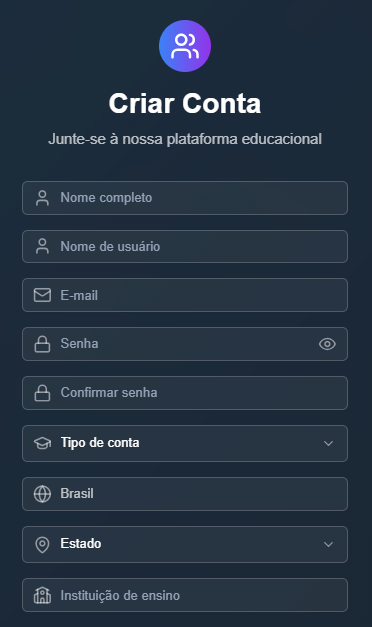 Criar Conta
Junte-se à nossa plataforma educacional
Nome completo
Nome de usuário
E-mail
Senha
Confirmar senha
Tipo de conta
Brasil
Estado
Instituição de ensino